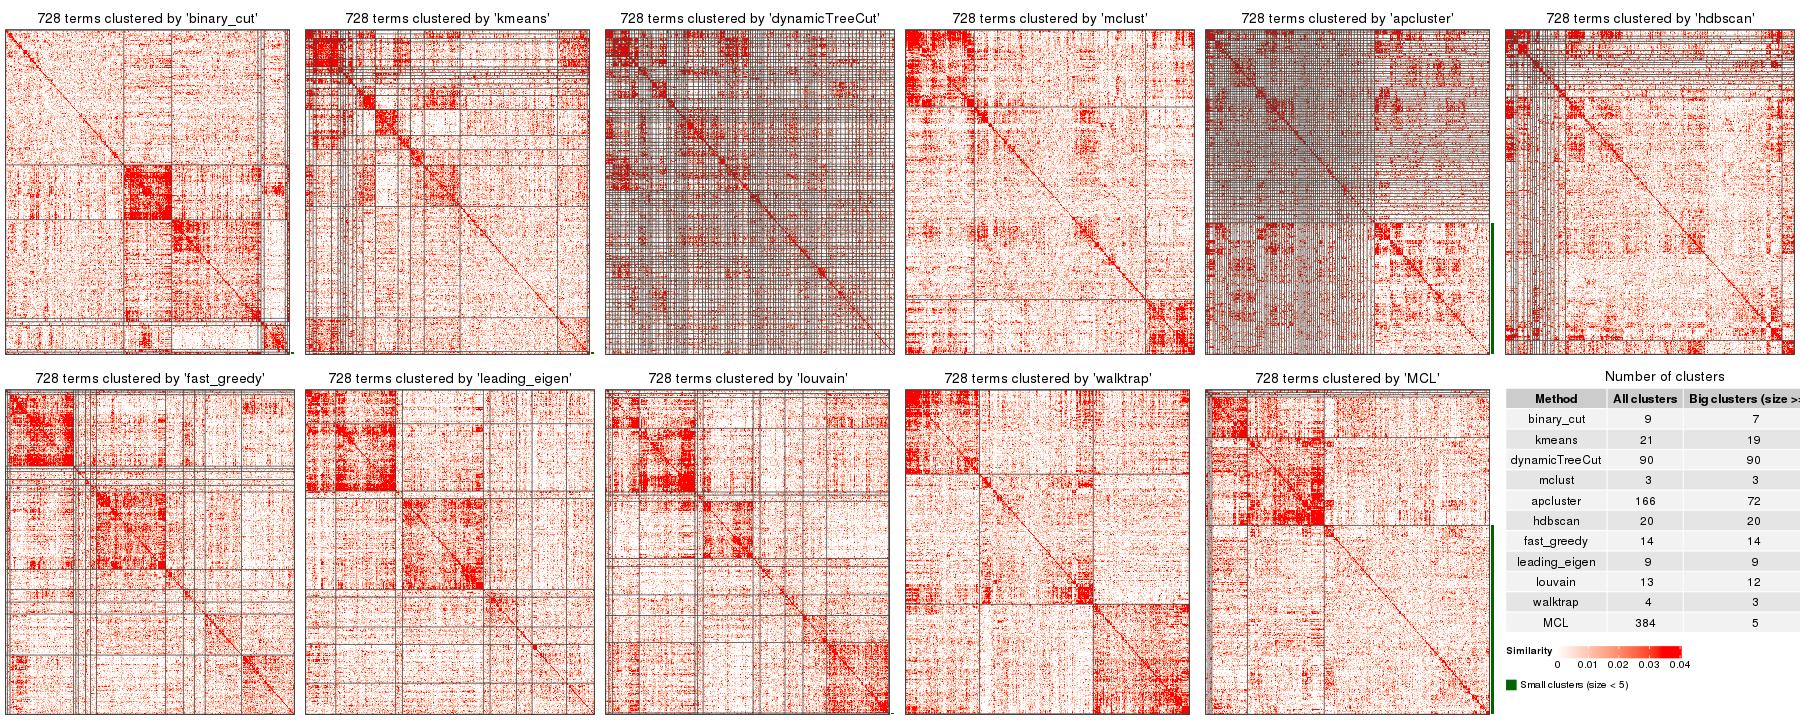 728 terms clustered by 'binary_cut'
728 terms clustered by 'kmeans'
728 terms clustered by 'dynamicTreeCut'
728 terms clustered by 'mclust'
728 terms clustered by 'apcluster'
728 terms clustered by 'hdbscan'
728 terms clustered by 'fast_greedy'
728 terms clustered by 'leading_eigen'
728 terms clustered by 'louvain'
728 terms clustered by 'walktrap'
728 terms clustered by 'MCL'
Number of clusters
Method All clusters Big clusters (size >=
binary_cut 9 7
kmeans 21 19
dynamicTreeCut 90 90
mclust 3 3
apcluster 166 72
hdbscan 20 20
fast_greedy 14 14
leading_eigen 9 9
louvain 13 12
walktrap 4 3
MCL 384 5
Similarity
0 0.01 0.02 0.03 0.04
Small clusters (size < 5)